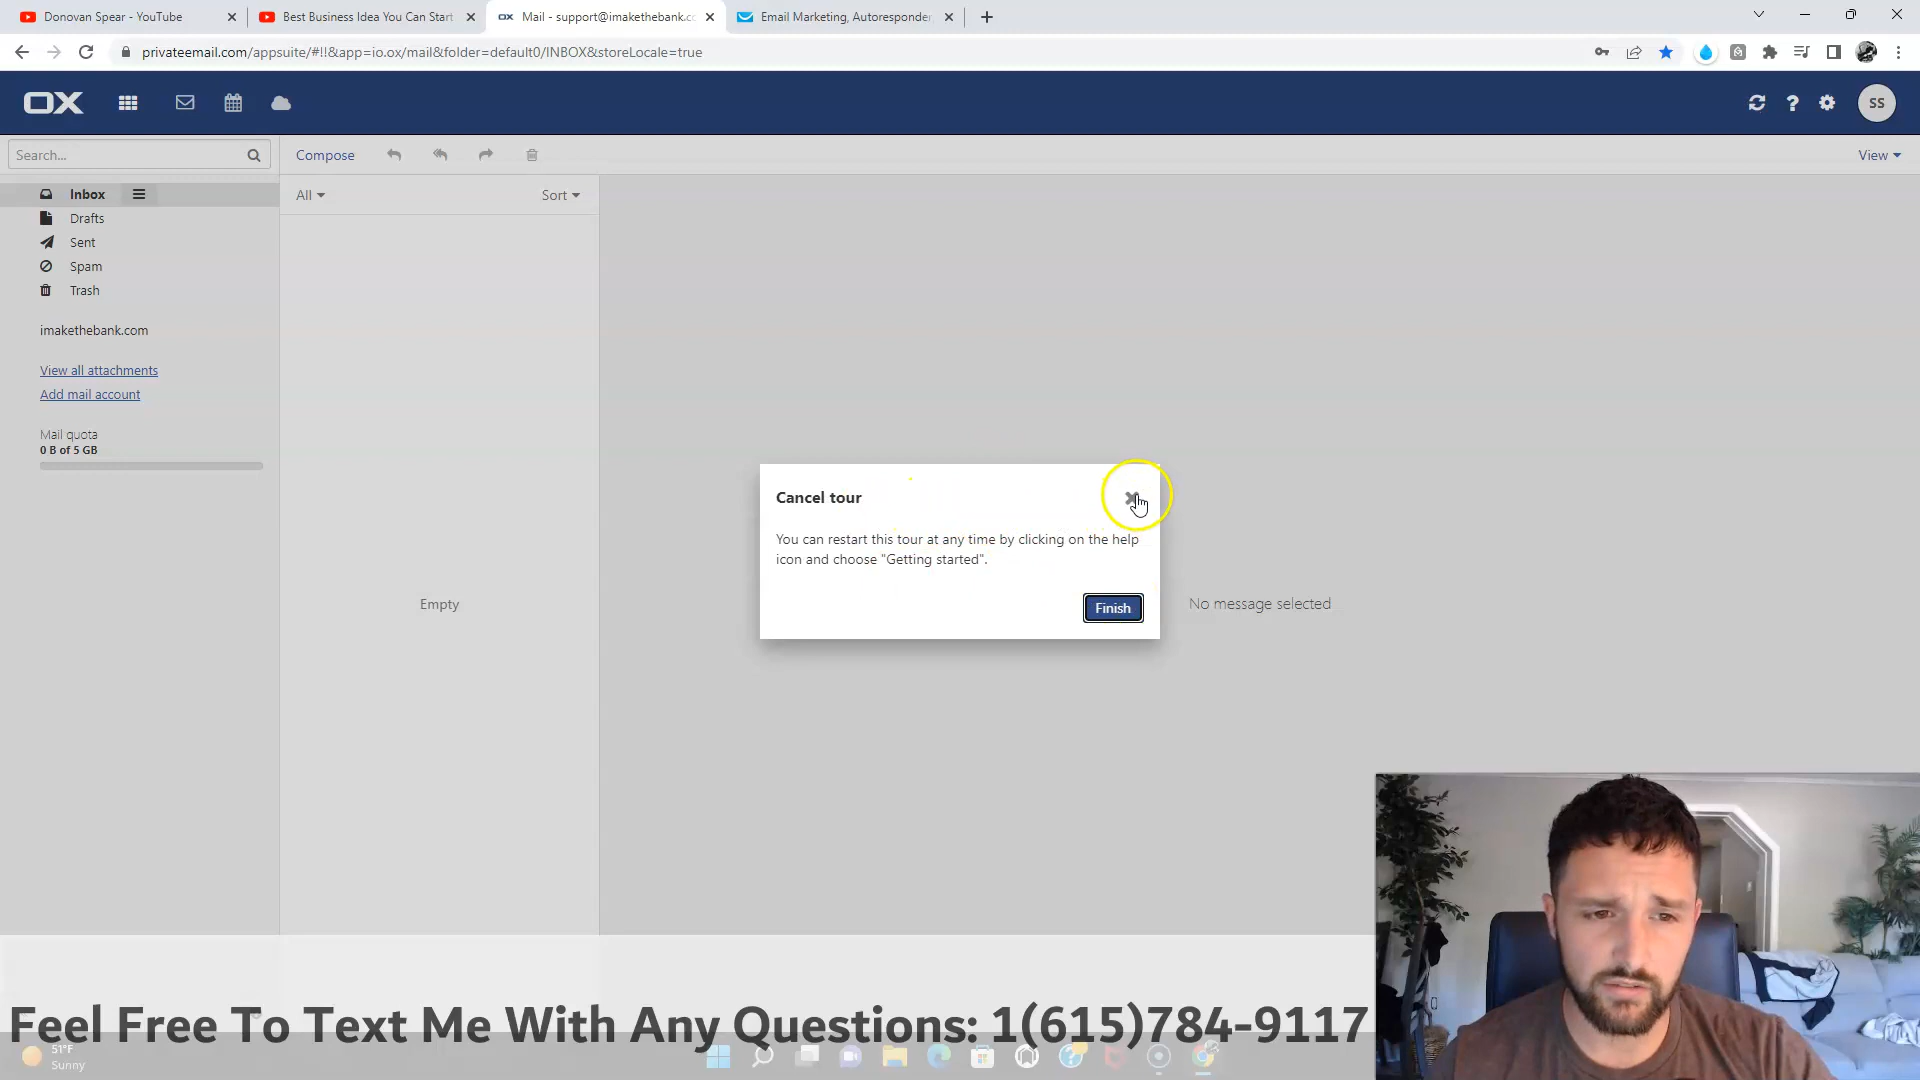 Donovan Spear - YouTube
Best Business Idea You Can Start
Mail - support@imakethebank.co
Email Marketing, Autoresponder
privateemail.com/appsuite/#!!&app=io.ox/mail&folder=default0/INBOX&storeLocale=true
OX
SS
Search...
Compose
View
Inbox
All
Sort
Drafts
Sent
Spam
Trash
imakethebank.com
View all attachments
Add mail account
Mail quota
0 B of 5 GB
Cancel tour
You can restart this tour at any time by clicking on the help
icon and choose "Getting started".
Finish
Empty
No message selected
Feel Free To Text Me With Any Questions: 1(615)784-9117
51°F
Sunny